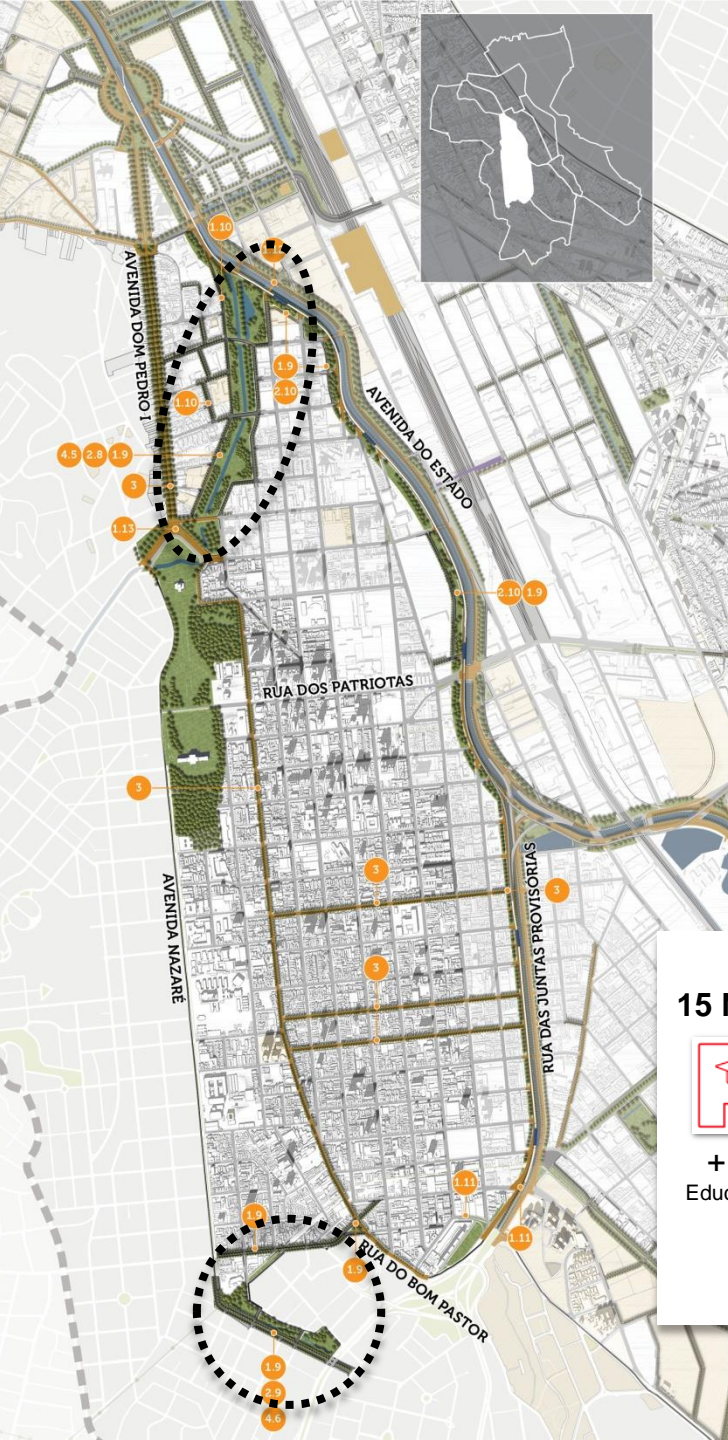 1.10
AVENIDA DOM PEDRO I
1.9
2.10
1.10
AVENIDA DO ESTADO
4.5 2.8 1.9
3
1.13
2.10 1.9
RUA DOS PATRIOTAS
3
AVENIDA NAZARÉ
3
3
RUA DAS JUNTAS PROVISÓRIAS
3
15
+
Educ
1.11
1.9
1.11
1.9
RUA DO BOM PASTOR
1.9
2.9
4.6